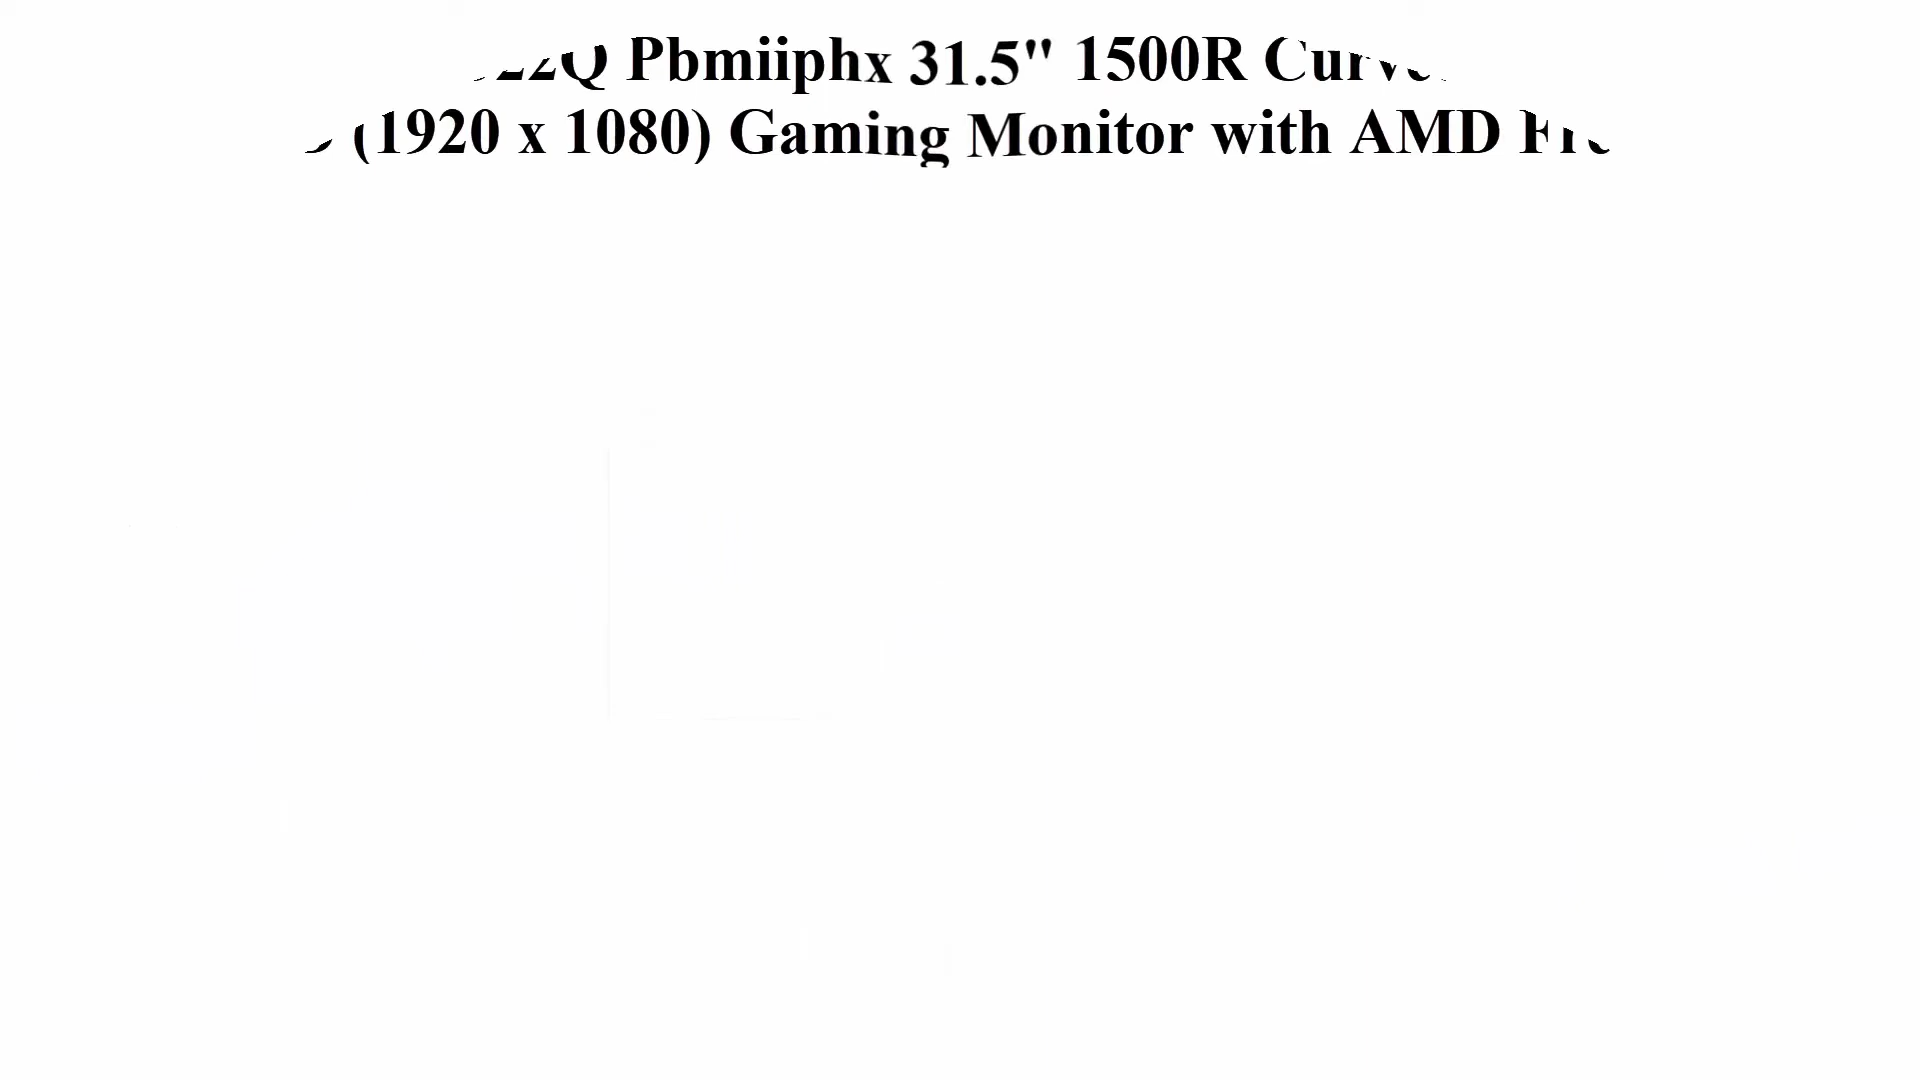 Pbmiiphx 31.5" 1500R
(1920 x 1080) Gaming Monitor with AMD